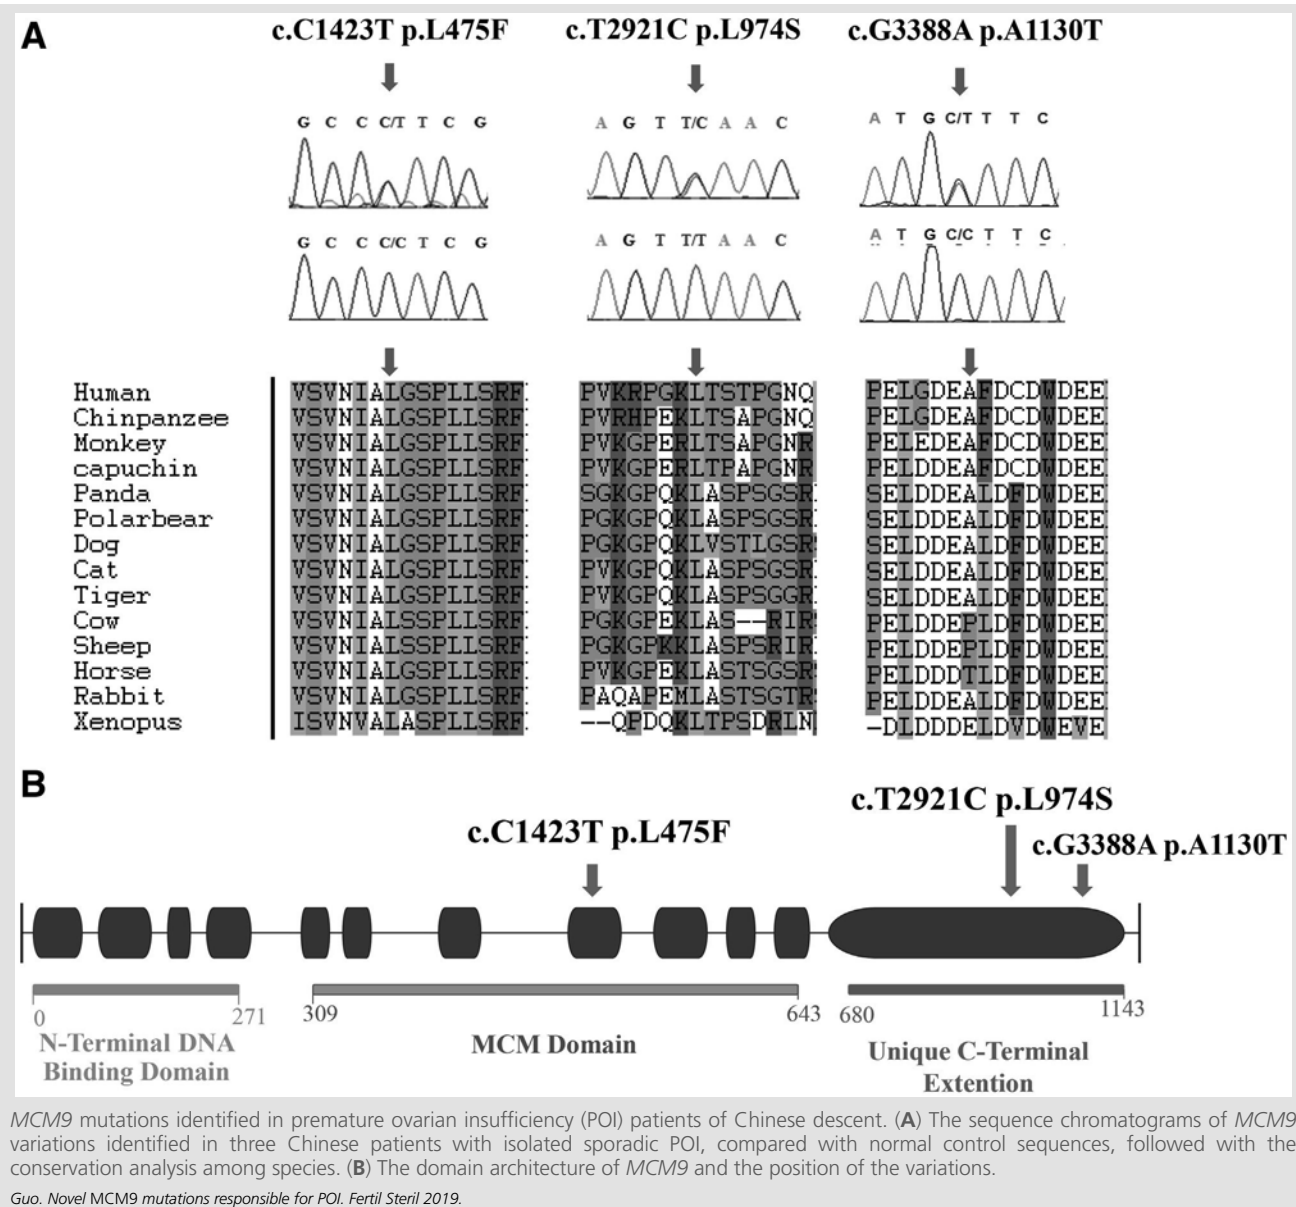 A
c.C1423T p.L475F c.T2921C p.L974S c.G3388A p.A1130T
G C C C/T T C G A G T T/C A A C A T G C/T T T C
G C C C/C T C G A G T T/T A A C A T G C/C T T C
Human VSVNIALGSPLLSRF PVKRPGKLTSTPGNQ PELGDEAFDCDWDEE
Chinpanzee VSVNIALGSPLLSRF PVRHPEKLTSAPGNQ PELGDEAFDCDWDEE
Monkey VSVNIALGSPLLSRF PVKGPERLTSAPGNR PELEDEAFDCDWDEE
capuchin VSVNIALGSPLLSRF PVKGPERLTPAPGNR PELDDEAFDCDWDEE
Panda VSVNIALGSPLLSRF SGKGPQKLASPSGSR SELDDEALDFDWDEE
Polarbear VSVNIALGSPLLSRF PGKGPQKLASPSGSR SELDDEALDFDWDEE
Dog VSVNIALGSPLLSRF PGKGPQKLVSTLGSR SELDDEALDFDWDEE
Cat VSVNIALGSPLLSRF PVKGPQKLASPSGSR SELDDEALDFDWDEE
Tiger VSVNIALGSPLLSRF PVKGPQKLASPSGGR SELDDEALDFDWDEE
Cow VSVNIALSSPLLSRF PGKGPEKLAS--RIR PELDDEPLDFDWDEE
Sheep VSVNIALSSPLLSRF PGKGPKKLASPSRIR PELDDEPLDFDWDEE
Horse VSVNIALGSPLLSRF PVKGPEKLASTSGSR PELDDDTLDFDWDEE
Rabbit VSVNIALGSPLLSRF PAQAPEMLASTSGTR PELDDEALDFDWDEE
Xenopus ISVNVALASPLLSRF --QPDQKLTPSDRLN -DLDDDELDVDWEVE
B
c.T2921C p.L974S
c.C1423T p.L475F
c.G3388A p.A1130T
0 271 309 643 680 1143
N-Terminal DNA
Binding Domain
MCM Domain
Unique C-Terminal
Extention
MCM9 mutations identified in premature ovarian insufficiency (POI) patients of Chinese descent. (A) The sequence chromatograms of MCM9
variations identified in three Chinese patients with isolated sporadic POI, compared with normal control sequences, followed with the
conservation analysis among species. (B) The domain architecture of MCM9 and the position of the variations.
Guo. Novel MCM9 mutations responsible for POI. Fertil Steril 2019.